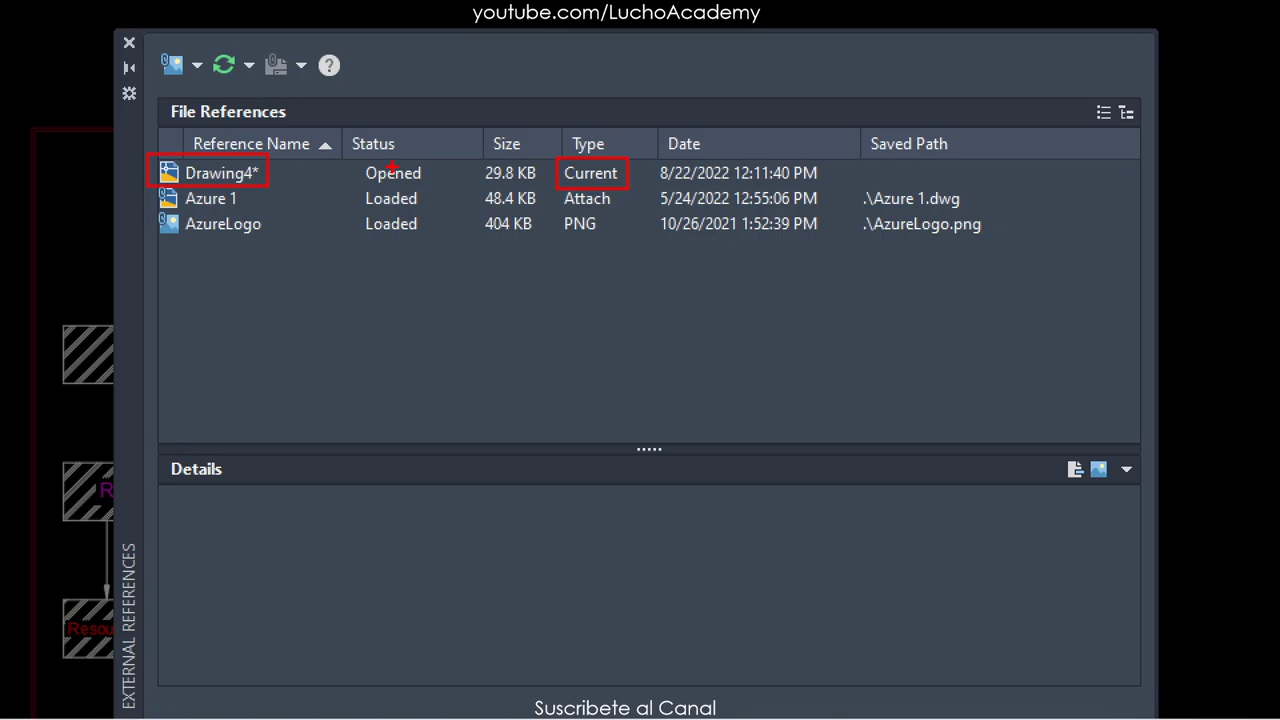 youtube.com/LuchoAcademy
File References
Reference Name Status Size Type Date Saved Path
Drawing4* Opened 29.8 KB Current 8/22/2022 12:11:40 PM
Azure 1 Loaded 48.4 KB Attach 5/24/2022 12:55:06 PM .\Azure 1.dwg
AzureLogo Loaded 404 KB PNG 10/26/2021 1:52:39 PM .\AzureLogo.png
Details
R
Resou
EXTERNAL REFERENCES
Suscribete al Canal